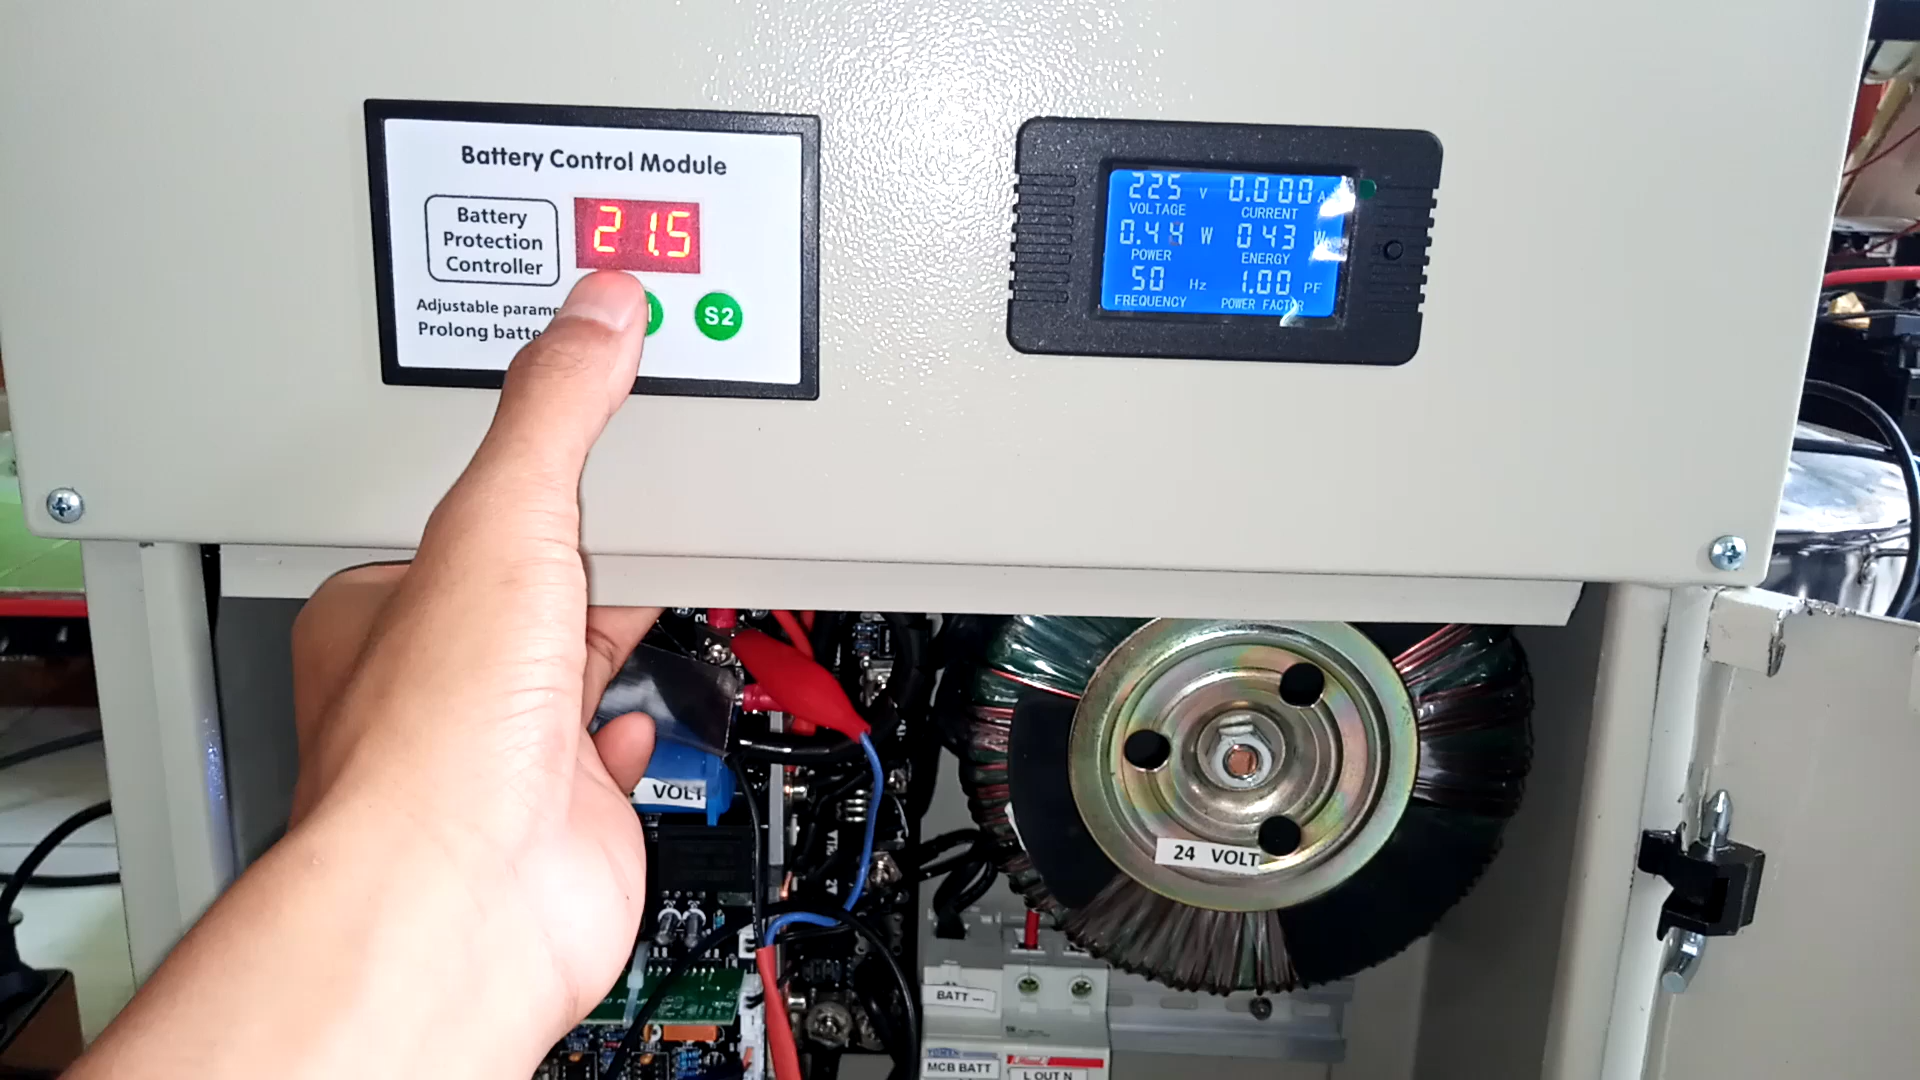 Battery Control Module
Battery
Protection
Controller
21.5
Adjustable parame
Prolong batte
S2
225 V 0.000 A
VOLTAGE CURRENT
0.44 W 043 W
POWER ENERGY
50 Hz 1.00 PF
FREQUENCY POWER FACTOR
VOLT
24 VOLT
BATT
MCB BATT
L OUT N